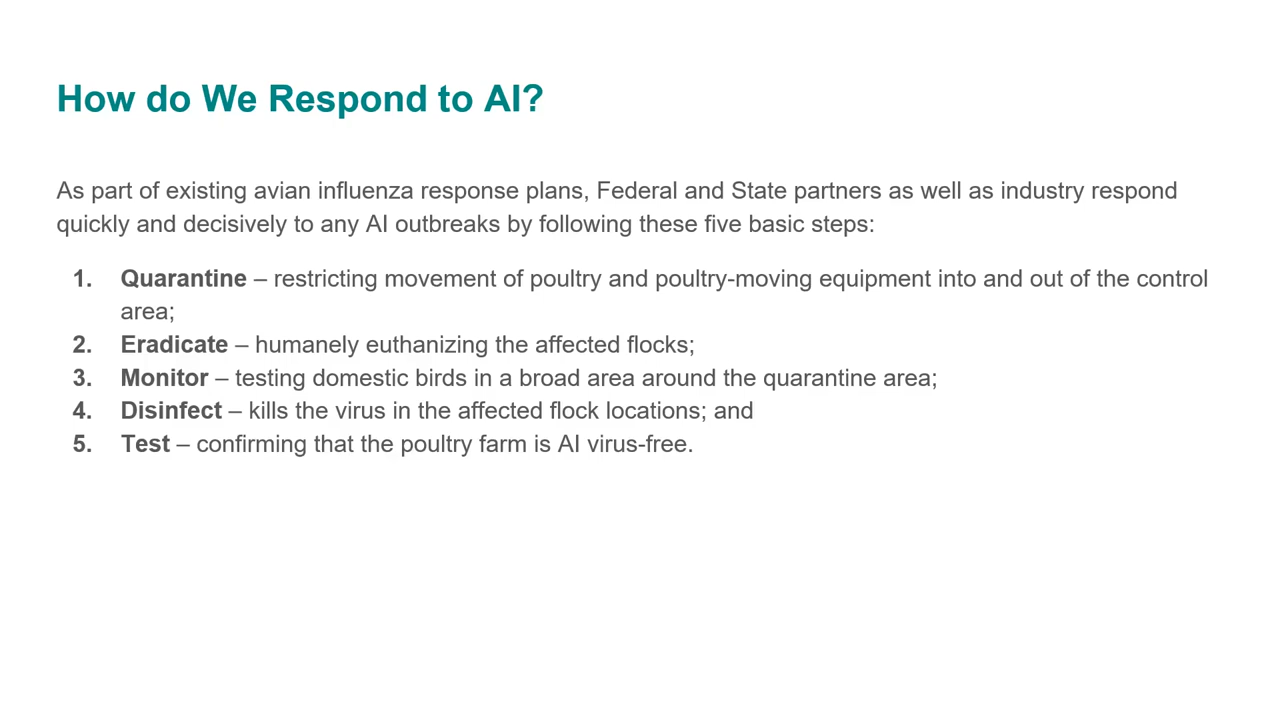 How do We Respond to AI?
As part of existing avian influenza response plans, Federal and State partners as well as industry respond
quickly and decisively to any AI outbreaks by following these five basic steps:
1. Quarantine – restricting movement of poultry and poultry-moving equipment into and out of the control
area;
2. Eradicate – humanely euthanizing the affected flocks;
3. Monitor – testing domestic birds in a broad area around the quarantine area;
4. Disinfect – kills the virus in the affected flock locations; and
5. Test – confirming that the poultry farm is AI virus-free.